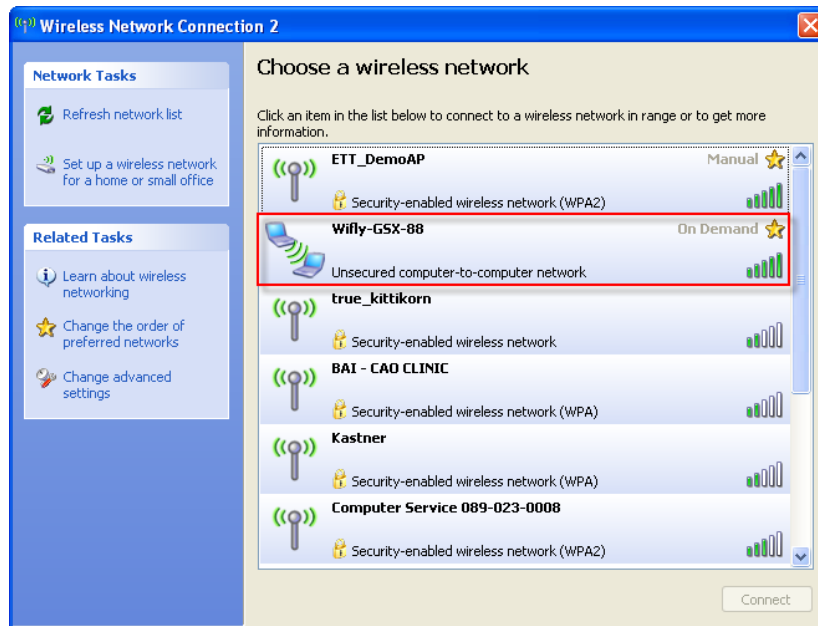 Wireless Network Connection 2
Network Tasks
Refresh network list
Set up a wireless network
for a home or small office
Related Tasks
Learn about wireless
networking
Change the order of
preferred networks
Change advanced
settings
Choose a wireless network
Click an item in the list below to connect to a wireless network in range or to get more
information.
ETT_DemoAP Manual
Security-enabled wireless network (WPA2)
Wifly-GSX-88 On Demand
Unsecured computer-to-computer network
true_kittikorn
Security-enabled wireless network
BAI - CAO CLINIC
Security-enabled wireless network (WPA)
Kastner
Security-enabled wireless network (WPA)
Computer Service 089-023-0008
Security-enabled wireless network (WPA2)
Connect